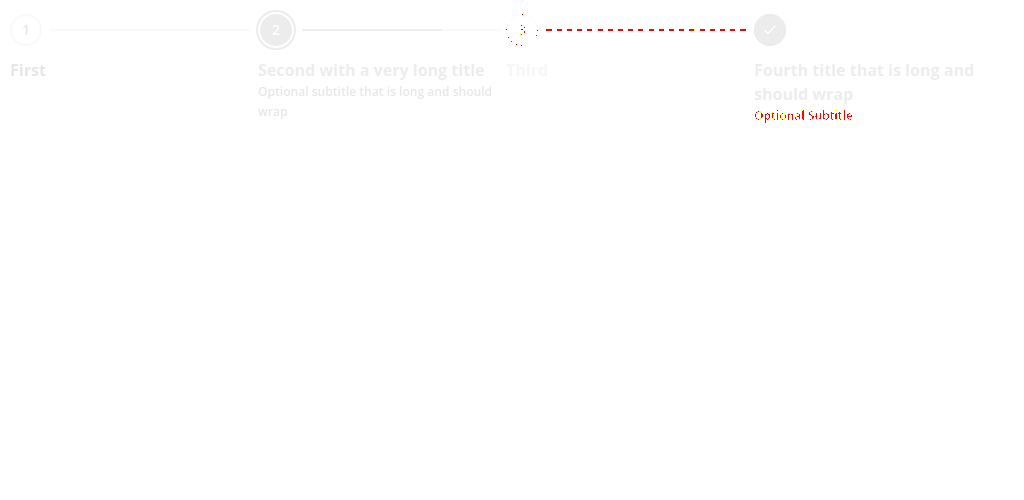 1
2
3
First
Second with a very long title
Optional subtitle that is long and should
wrap
Third
Fourth title that is long and
should wrap
Optional Subtitle